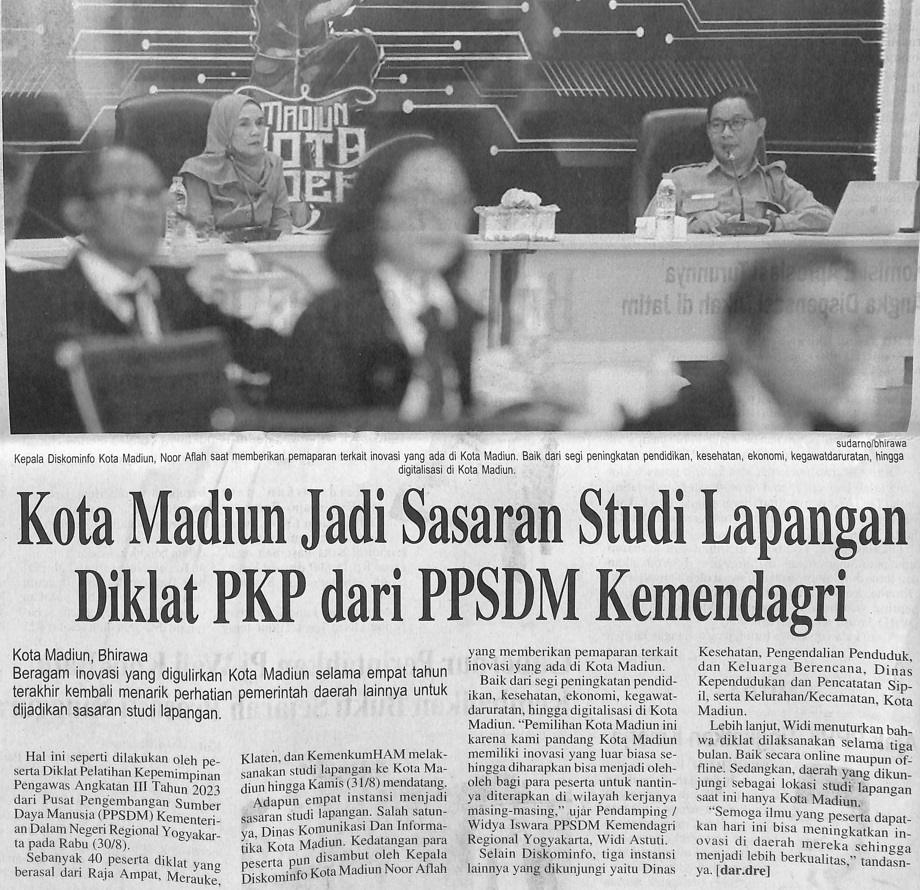 MADIUN
KOTA
sudarno/bhirawa
Kepala Diskominfo Kota Madiun, Noor Aflah saat memberikan pemaparan terkait inovasi yang ada di Kota Madiun. Baik dari segi peningkatan pendidikan, kesehatan, ekonomi, kegawatdaruratan, hingga
digitalisasi di Kota Madiun.
Kota Madiun Jadi Sasaran Studi Lapangan
Diklat PKP dari PPSDM Kemendagri
Kota Madiun, Bhirawa
Beragam inovasi yang digulirkan Kota Madiun selama empat tahun
terakhir kembali menarik perhatian pemerintah daerah lainnya untuk
dijadikan sasaran studi lapangan.
Hal ini seperti dilakukan oleh pe-
serta Diklat Pelatihan Kepemimpinan
Pengawas Angkatan III Tahun 2023
dari Pusat Pengembangan Sumber
Daya Manusia (PPSDM) Kementeri-
an Dalam Negeri Regional Yogyakar-
ta pada Rabu (30/8).
Sebanyak 40 peserta diklat yang
berasal dari Raja Ampat, Merauke,
Klaten, dan KemenkumHAM melak-
sanakan studi lapangan ke Kota Ma-
diun hingga Kamis (31/8) mendatang.
Adapun empat instansi menjadi
sasaran studi lapangan. Salah satun-
ya, Dinas Komunikasi Dan Informa-
tika Kota Madiun. Kedatangan para
peserta pun disambut oleh Kepala
Diskominfo Kota Madiun Noor Aflah
yang memberikan pemaparan terkait
inovasi yang ada di Kota Madiun.
Baik dari segi peningkatan pendid-
ikan, kesehatan, ekonomi, kegawat-
daruratan, hingga digitalisasi di Kota
Madiun. “Pemilihan Kota Madiun ini
karena kami pandang Kota Madiun
memiliki inovasi yang luar biasa se-
hingga diharapkan bisa menjadi oleh-
oleh bagi para peserta untuk nantin-
ya diterapkan di wilayah kerjanya
masing-masing,” ujar Pendamping /
Widya Iswara PPSDM Kemendagri
Regional Yogyakarta, Widi Astuti.
Selain Diskominfo, tiga instansi
lainnya yang dikunjungi yaitu Dinas
Kesehatan, Pengendalian Penduduk,
dan Keluarga Berencana, Dinas
Kependudukan dan Pencatatan Sip-
il, serta Kelurahan/Kecamatan, Kota
Madiun.
Lebih lanjut, Widi menuturkan bah-
wa diklat dilaksanakan selama tiga
bulan. Baik secara online maupun of-
fline. Sedangkan, daerah yang dikun-
jungi sebagai lokasi studi lapangan
saat ini hanya Kota Madiun.
“Semoga ilmu yang peserta dapat-
kan hari ini bisa meningkatkan in-
ovasi di daerah mereka sehingga
menjadi lebih berkualitas,” tandasn-
ya. [dar.dre]